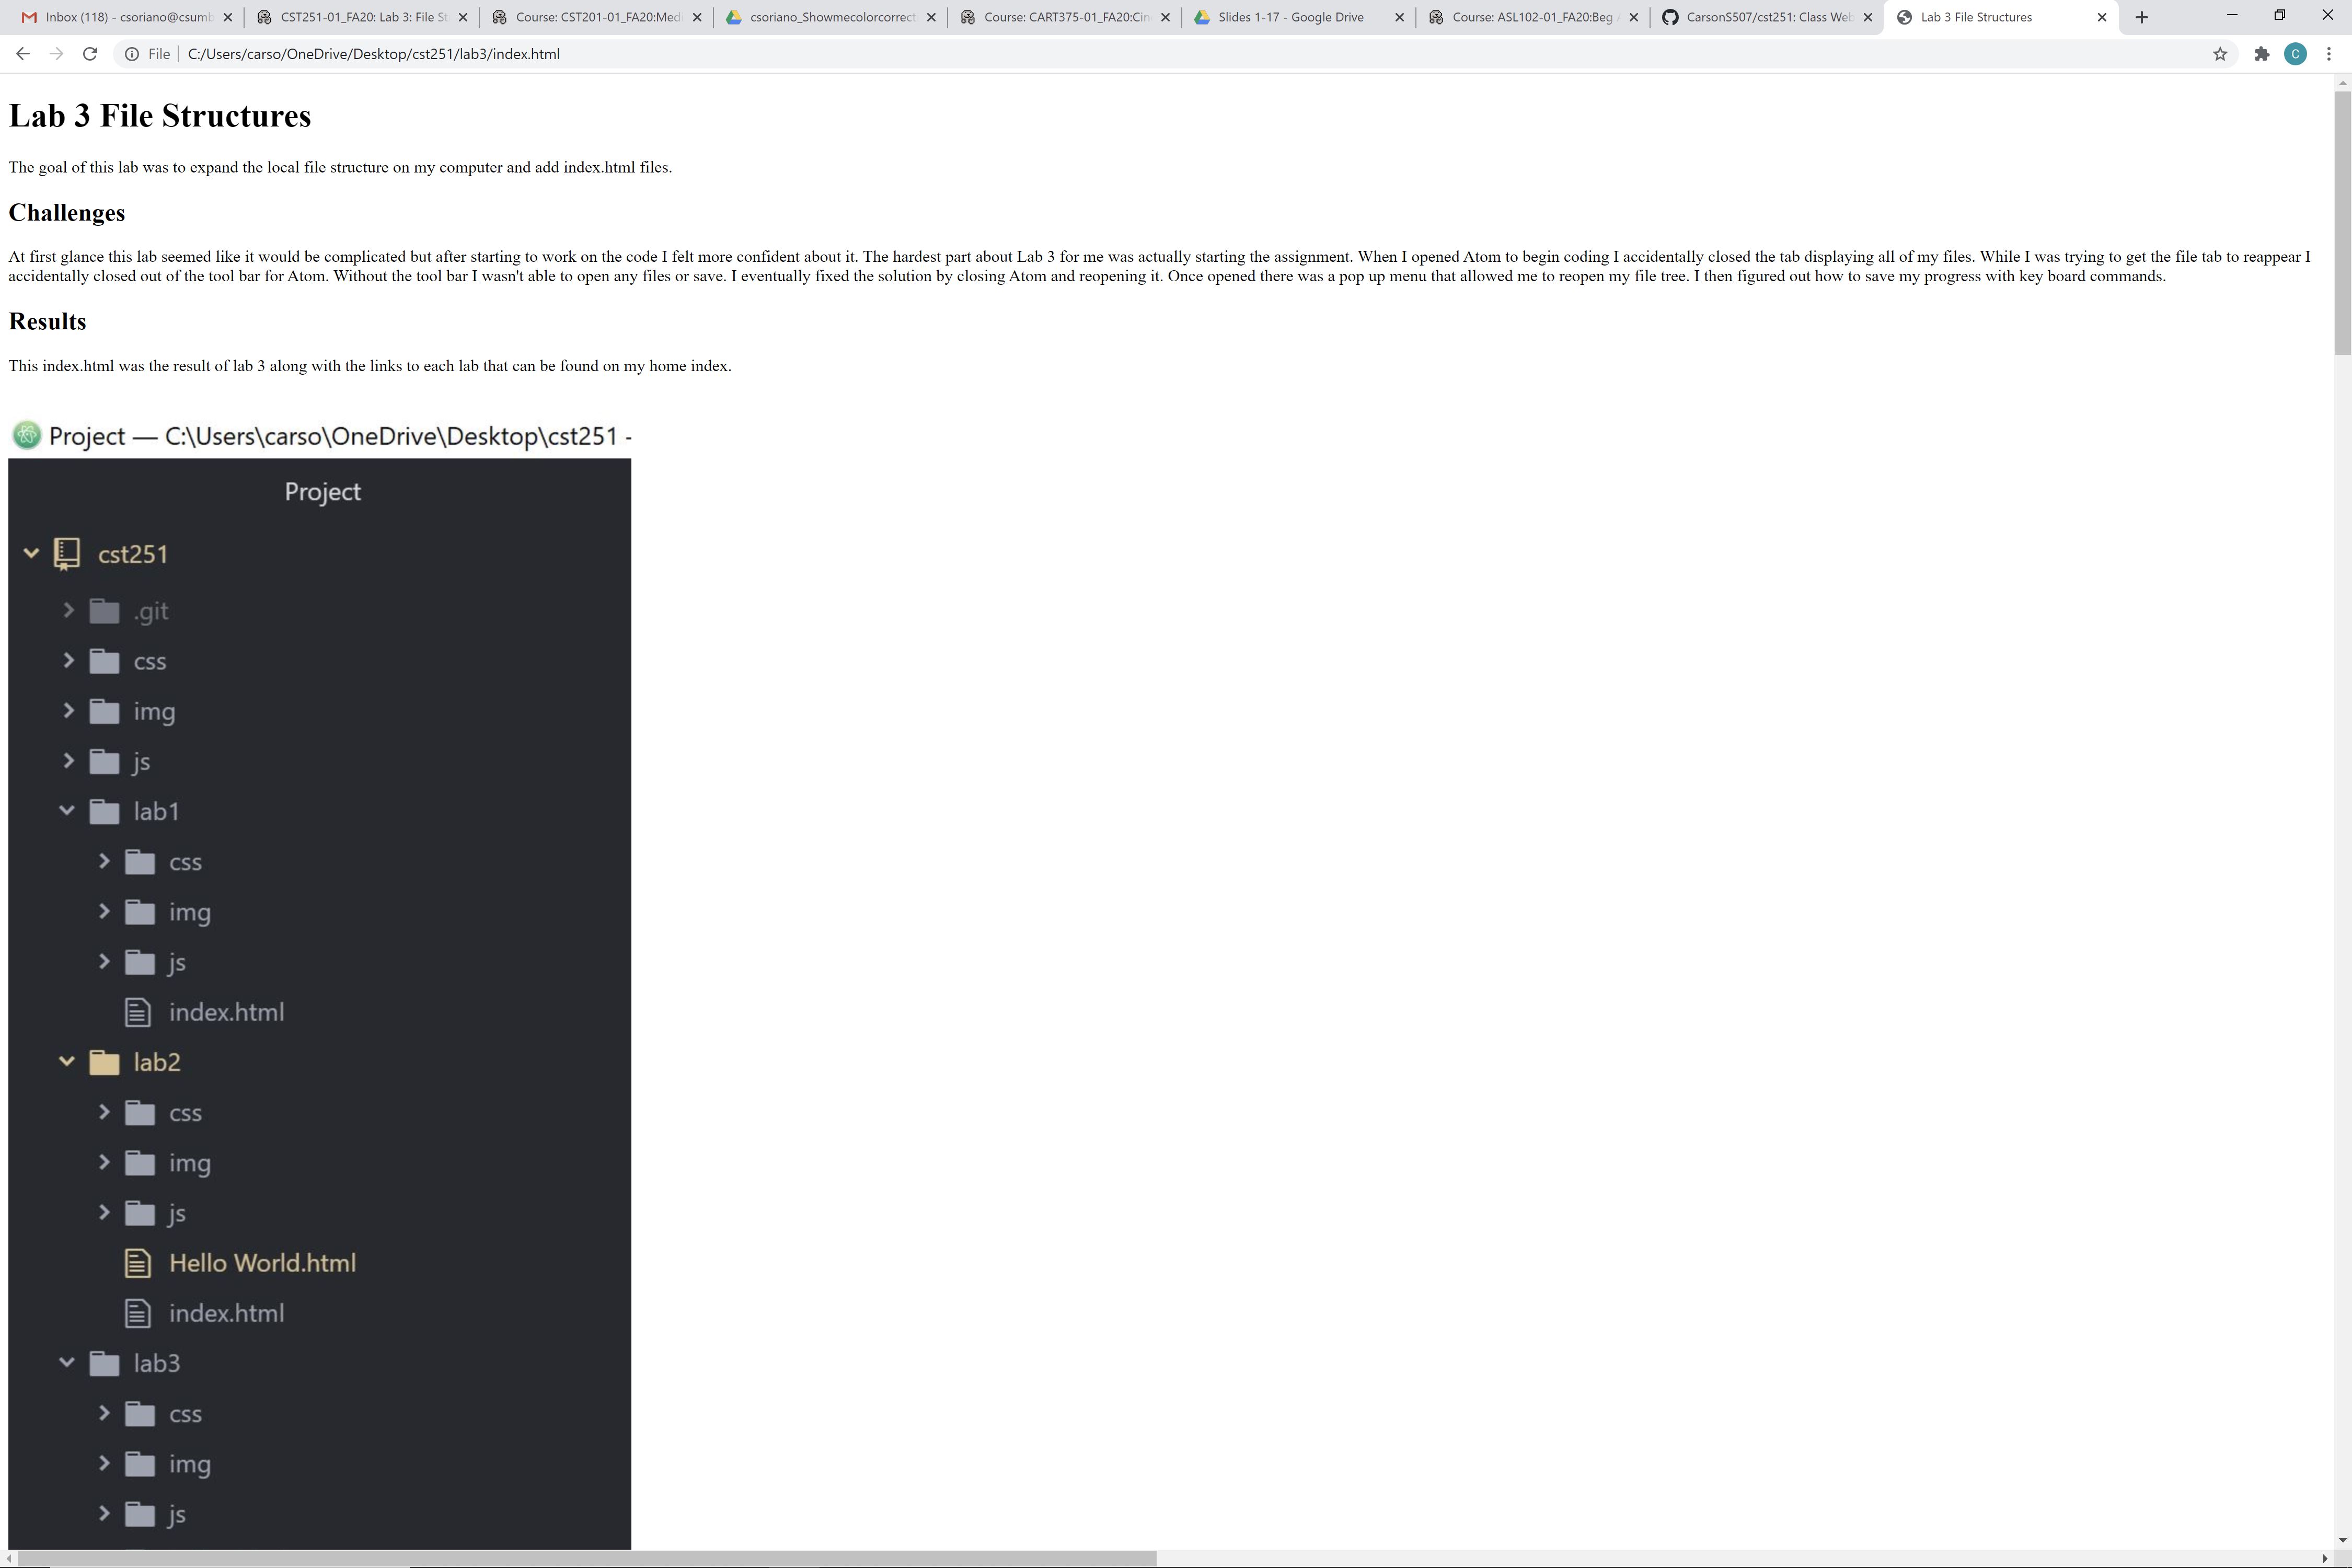 Inbox (118) - csoriano@csumb
CST251-01_FA20: Lab 3: File St
Course: CST201-01_FA20:Medi
csoriano_Showmecolorcorrect
Course: CART375-01_FA20:Cin
Slides 1-17 - Google Drive
Course: ASL102-01_FA20:Beg A
CarsonS507/cst251: Class Web
Lab 3 File Structures
File
C:/Users/carso/OneDrive/Desktop/cst251/lab3/index.html
C
Lab 3 File Structures
The goal of this lab was to expand the local file structure on my computer and add index.html files.
Challenges
At first glance this lab seemed like it would be complicated but after starting to work on the code I felt more confident about it. The hardest part about Lab 3 for me was actually starting the assignment. When I opened Atom to begin coding I accidentally closed the tab displaying all of my files. While I was trying to get the file tab to reappear I
accidentally closed out of the tool bar for Atom. Without the tool bar I wasn't able to open any files or save. I eventually fixed the solution by closing Atom and reopening it. Once opened there was a pop up menu that allowed me to reopen my file tree. I then figured out how to save my progress with key board commands.
Results
This index.html was the result of lab 3 along with the links to each lab that can be found on my home index.
Project — C:\Users\carso\OneDrive\Desktop\cst251 -
Project
cst251
.git
css
img
js
lab1
css
img
js
index.html
lab2
css
img
js
Hello World.html
index.html
lab3
css
img
js